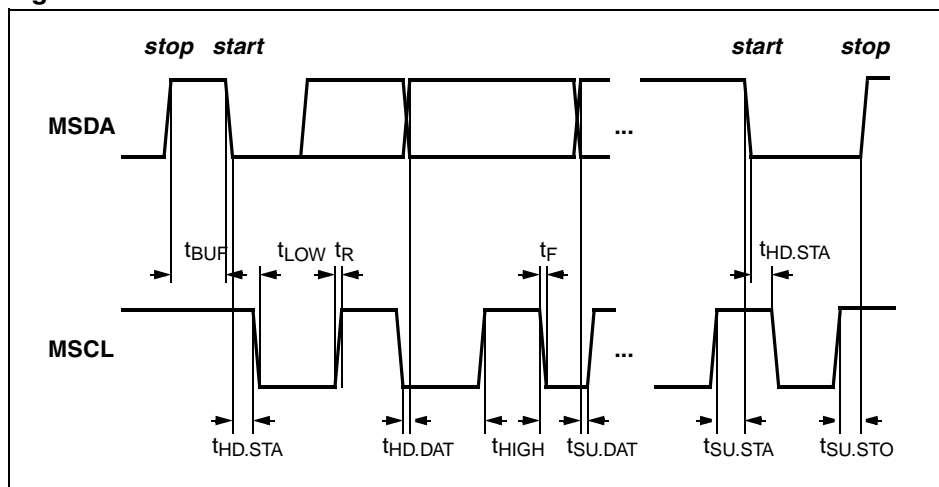 stop start start stop
MSDA ...
tBUF tLOW tR tF tHD.STA
MSCL ...
tHD.STA tHD.DAT tHIGH tSU.DAT tSU.STA tSU.STO